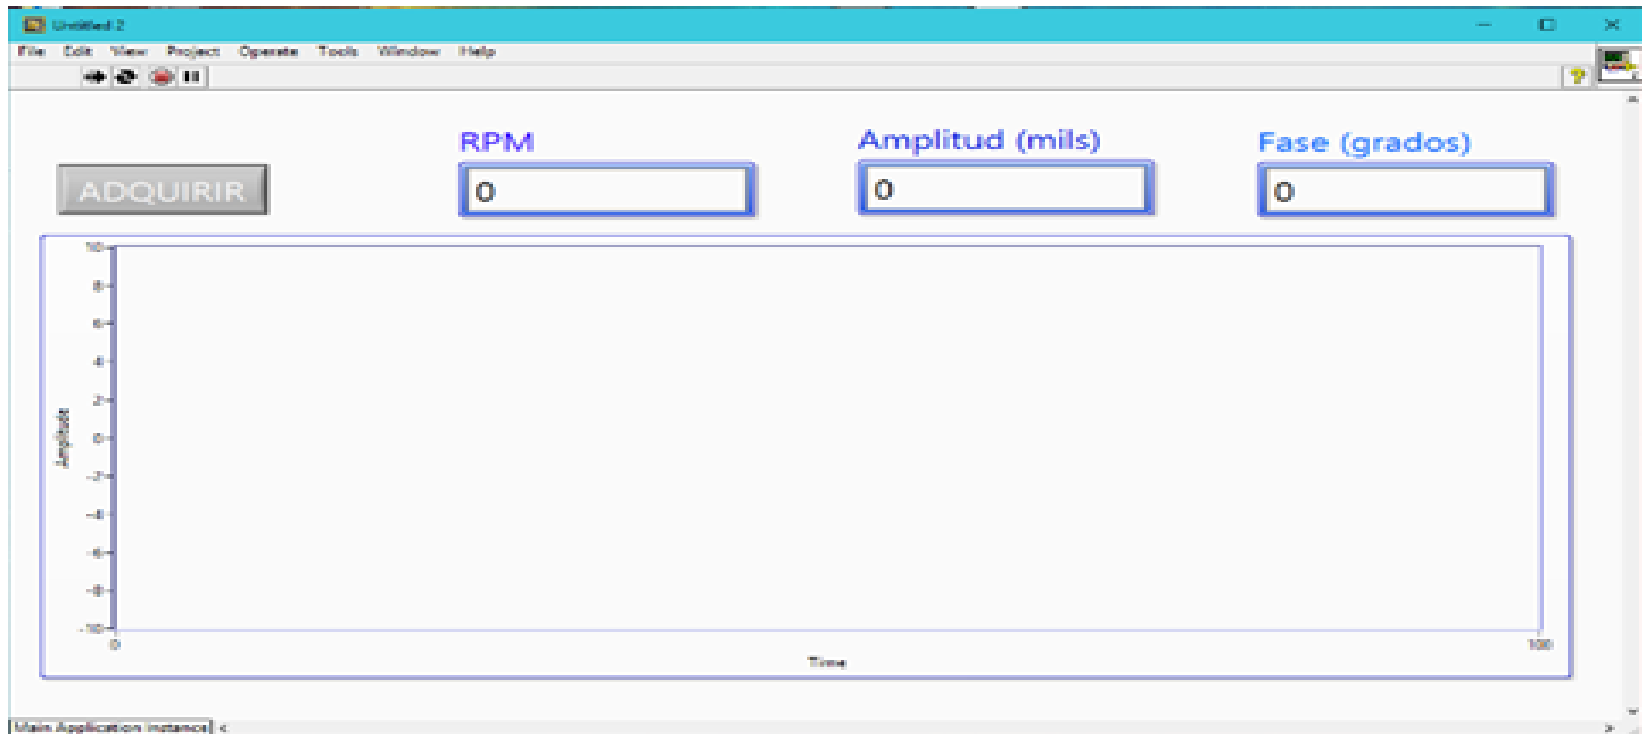 Untitled 2
File Edit View Project Operate Tools Window Help
RPM Amplitud (mils) Fase (grados)
ADQUIRIR 0 0 0
10
8
6
4
2
0
-2
-4
-6
-8
-10
Amplitude
0 100
Time
Main Application Instance